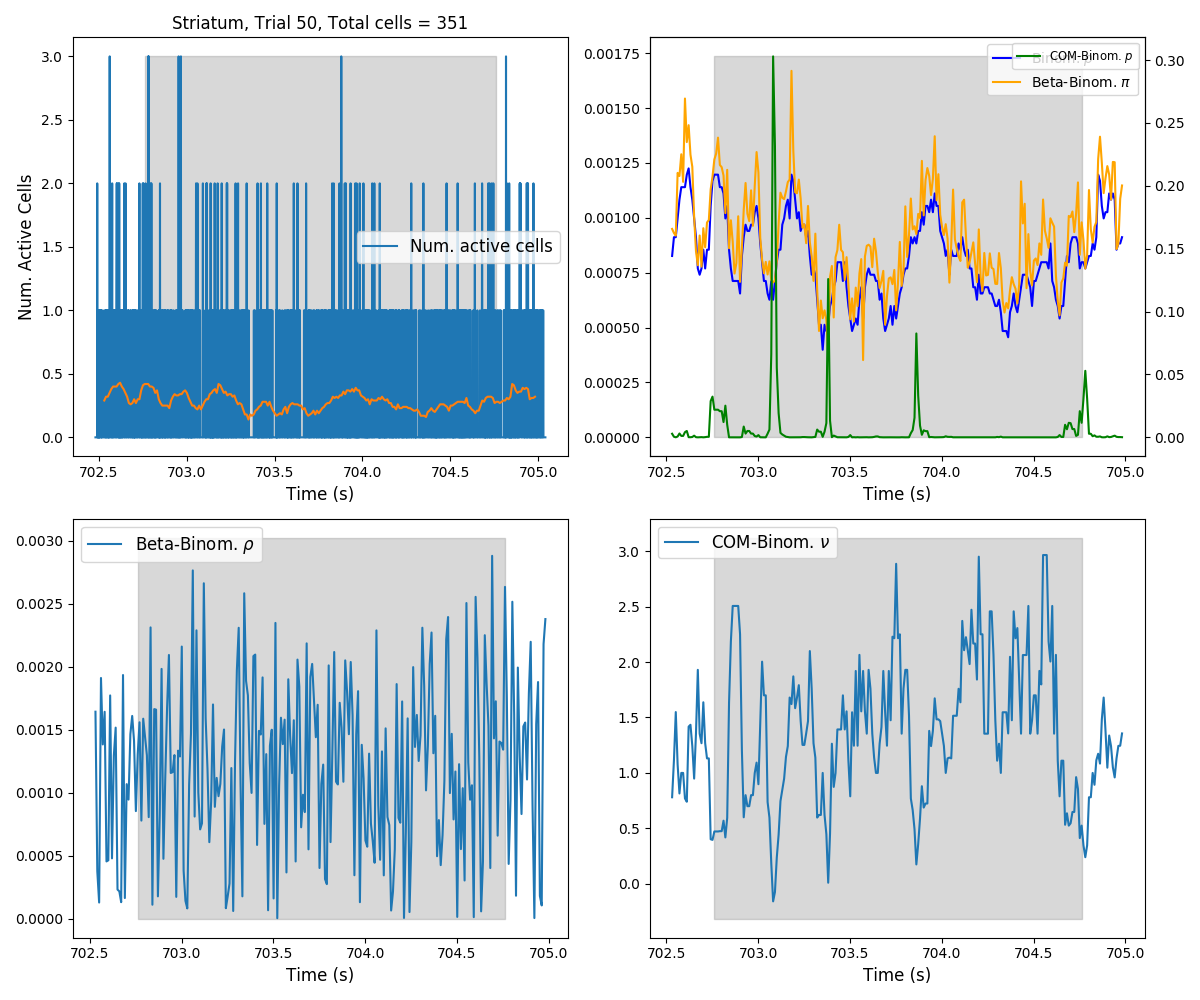 Striatum, Trial 50, Total cells = 351
Num. Active Cells
3.0
2.5
2.0
1.5
1.0
0.5
0.0
Num. active cells
702.5 703.0 703.5 704.0 704.5 705.0
Time (s)
0.00175
0.00150
0.00125
0.00100
0.00075
0.00050
0.00025
0.00000
COM-Binom. p
Beta-Binom. π
0.30
0.25
0.20
0.15
0.10
0.05
0.00
702.5 703.0 703.5 704.0 704.5 705.0
Time (s)
0.0030
0.0025
0.0020
0.0015
0.0010
0.0005
0.0000
Beta-Binom. ρ
702.5 703.0 703.5 704.0 704.5 705.0
Time (s)
3.0
2.5
2.0
1.5
1.0
0.5
0.0
COM-Binom. ν
702.5 703.0 703.5 704.0 704.5 705.0
Time (s)